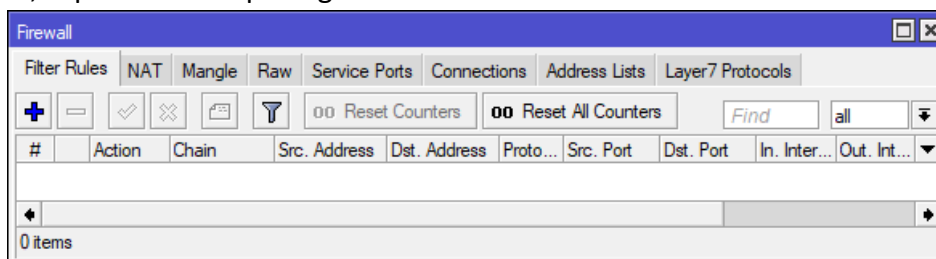 Firewall
Filter Rules NAT Mangle Raw Service Ports Connections Address Lists Layer7 Protocols
00 Reset Counters 00 Reset All Counters Find all
# Action Chain Src. Address Dst. Address Proto... Src. Port Dst. Port In. Inter... Out. Int...
0 items